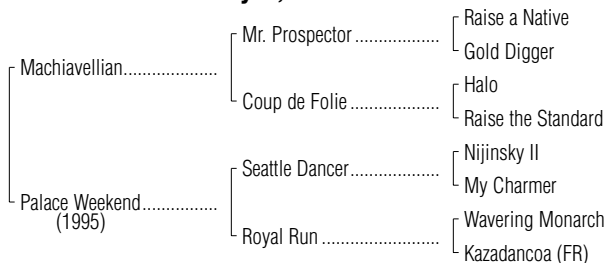 Raise a Native
Mr. Prospector ....................
Gold Digger
Machiavellian.....................
Halo
Coup de Folie .....................
Raise the Standard
Nijinsky II
Seattle Dancer.....................
My Charmer
Palace Weekend.................
(1995)
Wavering Monarch
Royal Run ............................
Kazadancoa (FR)